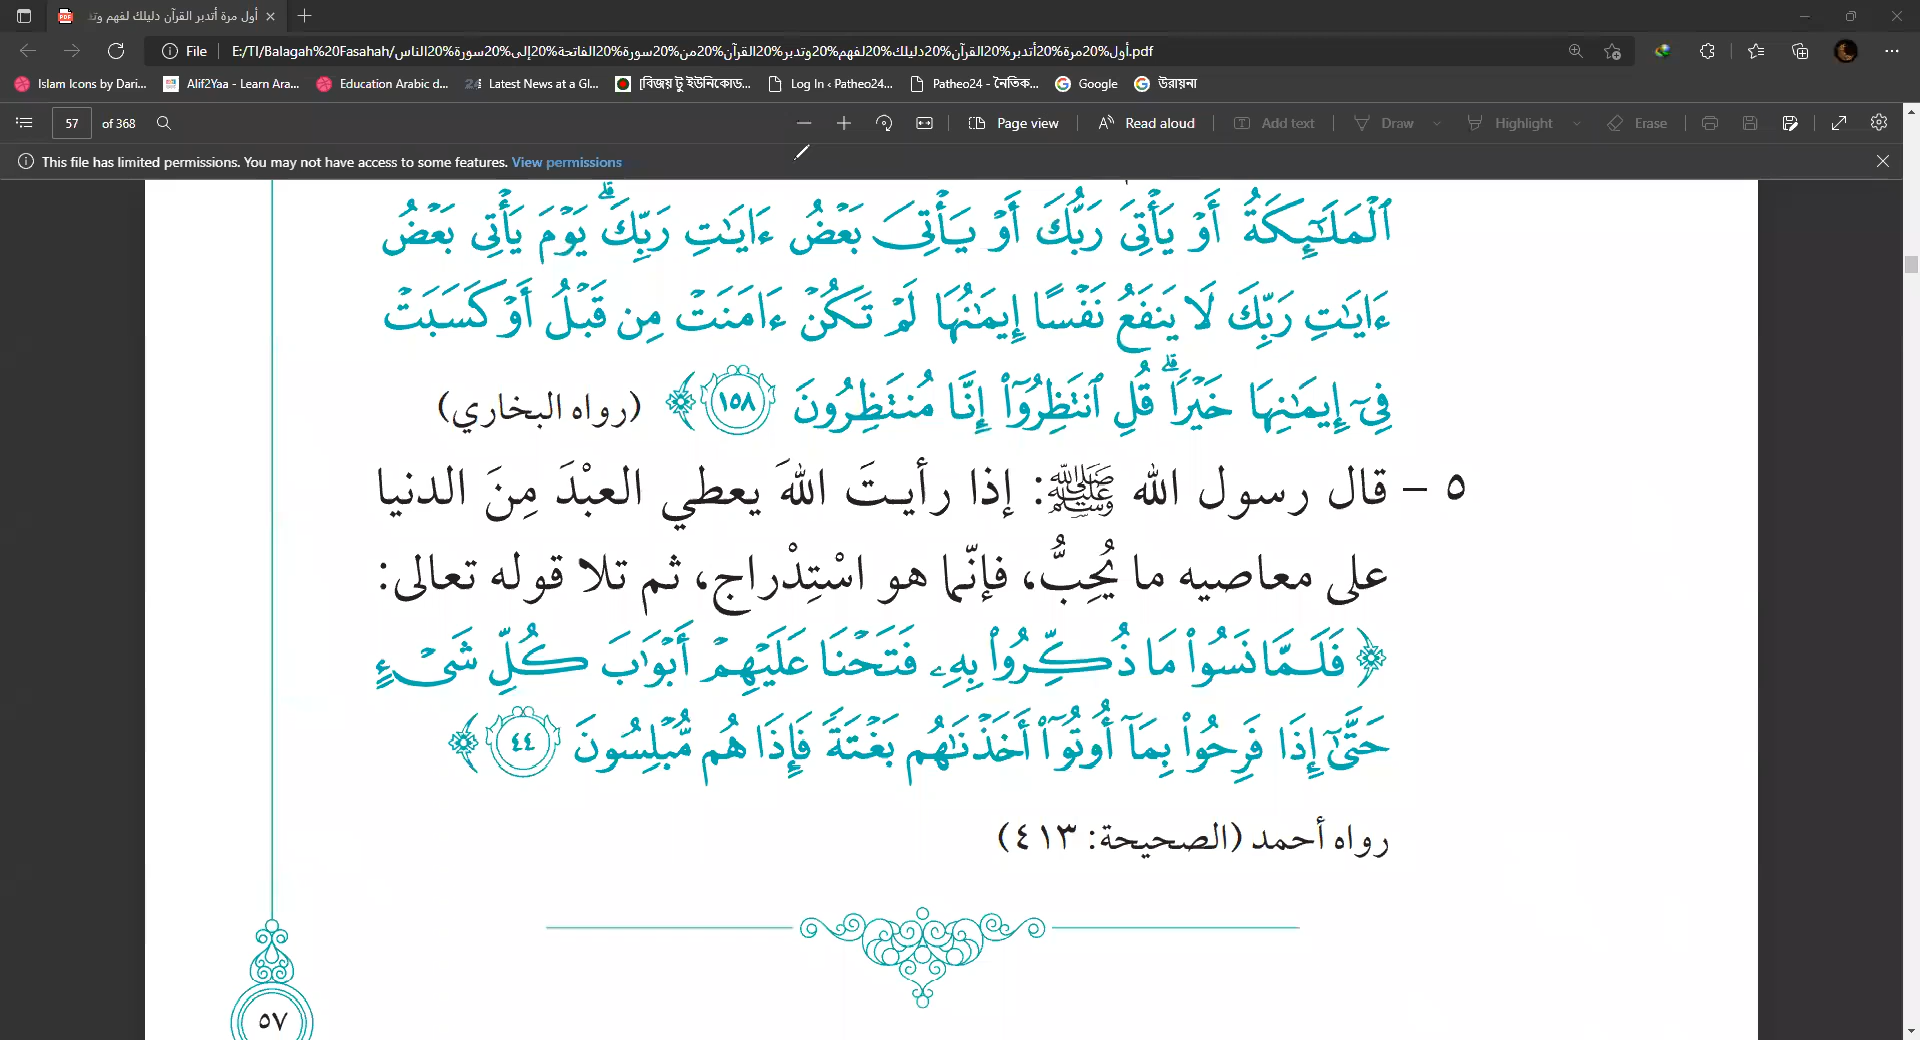 أول مرة أتدبر القرآن دليلك لفهم وتد
File
E:/TI/Balagah%20Fasahah/أول%20مرة%20أتدبر%20القرآن%20دليلك%20لفهم%20وتدبر%20القرآن%20من%20سورة%20الفاتحة%20إلى%20سورة%20الناس.pdf
Islam Icons by Dari... Alif2Yaa - Learn Ara... Education Arabic d... Latest News at a Gl... [বিজয় টু ইউনিকোড... Log In ‹ Patheo24... Patheo24 - নৈতিক... Google উরায়না
57 of 368 Page view Read aloud Add text Draw Highlight Erase
This file has limited permissions. You may not have access to some features. View permissions
ٱلْمَلَـٰٓئِكَةُ أَوْ يَأْتِىَ رَبُّكَ أَوْ يَأْتِىَ بَعْضُ ءَايَـٰتِ رَبِّكَ ۗ يَوْمَ يَأْتِى بَعْضُ
ءَايَـٰتِ رَبِّكَ لَا يَنفَعُ نَفْسًا إِيمَـٰنُهَا لَمْ تَكُنْ ءَامَنَتْ مِن قَبْلُ أَوْ كَسَبَتْ
فِىٓ إِيمَـٰنِهَا خَيْرًا ۗ قُلِ ٱنتَظِرُوٓا۟ إِنَّا مُنتَظِرُونَ ١٥٨ ﴾ (رواه البخاري)
٥ – قال رسول الله ﷺ: إذا رأيـتَ اللهَ يعطي العبْدَ مِنَ الدنيا
على معاصيه ما يُحِبُّ، فإنّما هو اسْتِدْراج، ثم تلا قوله تعالى:
﴿ فَلَمَّا نَسُوا۟ مَا ذُكِّرُوا۟ بِهِۦ فَتَحْنَا عَلَيْهِمْ أَبْوَٰبَ كُلِّ شَىْءٍ
حَتَّىٰٓ إِذَا فَرِحُوا۟ بِمَآ أُوتُوٓا۟ أَخَذْنَـٰهُم بَغْتَةً فَإِذَا هُم مُّبْلِسُونَ ٤٤ ﴾
رواه أحمد (الصحيحة: ٤١٣)
٥٧